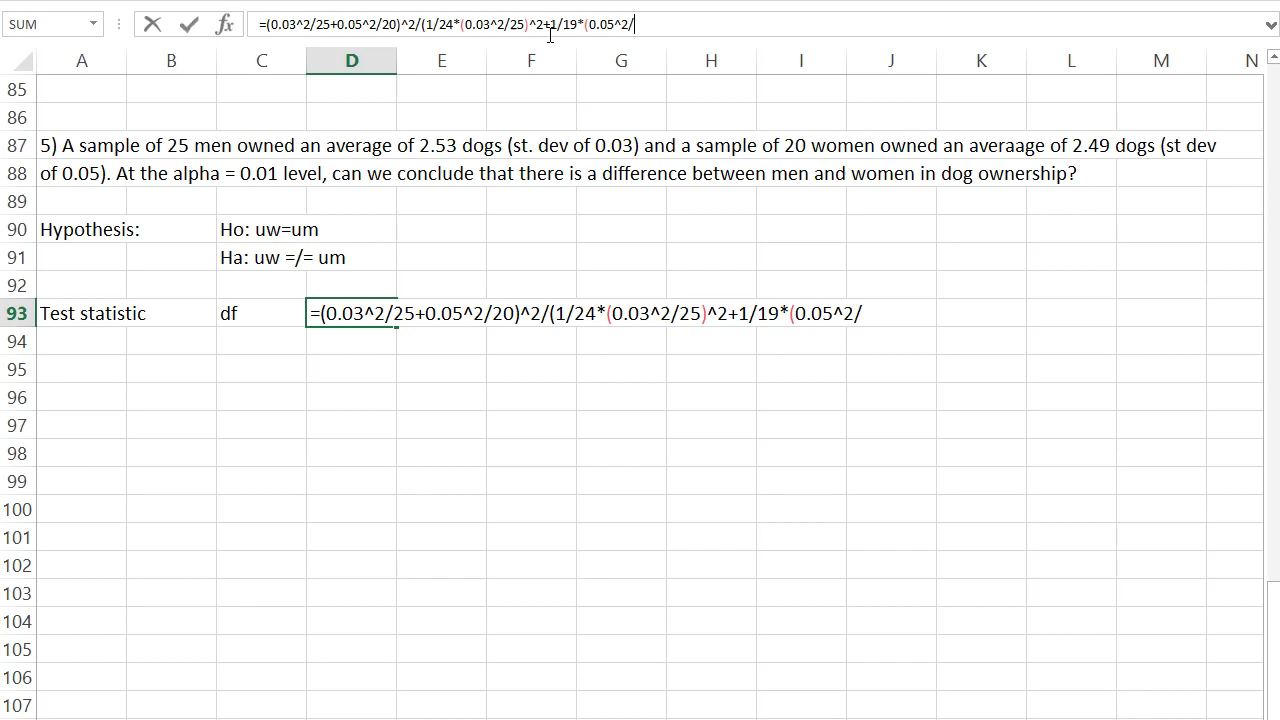 SUM =(0.03^2/25+0.05^2/20)^2/(1/24*(0.03^2/25)^2+1/19*(0.05^2/
A B C D E F G H I J K L M N
85
86
87 5) A sample of 25 men owned an average of 2.53 dogs (st. dev of 0.03) and a sample of 20 women owned an averaage of 2.49 dogs (st dev
88 of 0.05). At the alpha = 0.01 level, can we conclude that there is a difference between men and women in dog ownership?
89
90 Hypothesis: Ho: uw=um
91 Ha: uw =/= um
92
93 Test statistic df =(0.03^2/25+0.05^2/20)^2/(1/24*(0.03^2/25)^2+1/19*(0.05^2/
94
95
96
97
98
99
100
101
102
103
104
105
106
107